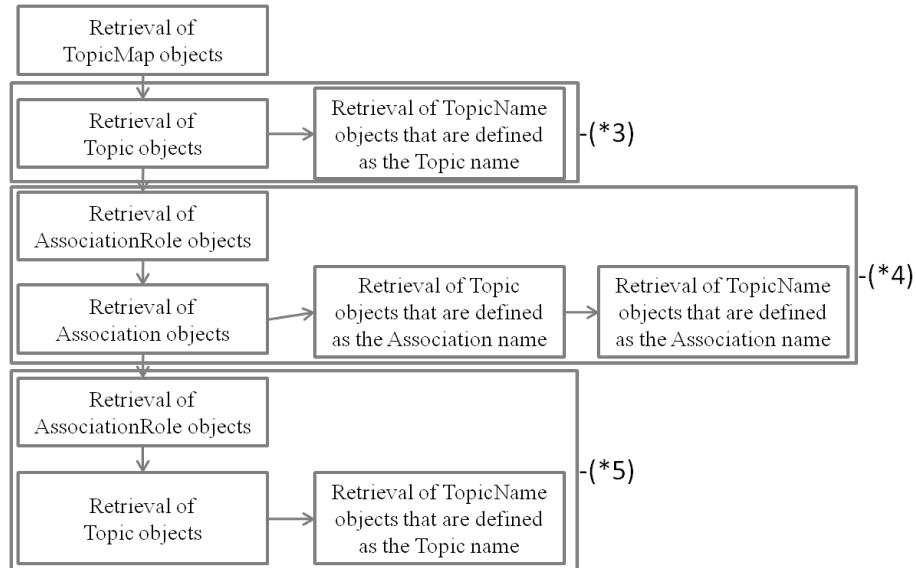 Retrieval of
TopicMap objects
Retrieval of
Topic objects
Retrieval of TopicName
objects that are defined
as the Topic name
-(*3)
Retrieval of
AssociationRole objects
Retrieval of
Association objects
Retrieval of Topic
objects that are defined
as the Association name
Retrieval of TopicName
objects that are defined
as the Association name
-(*4)
Retrieval of
AssociationRole objects
Retrieval of
Topic objects
Retrieval of TopicName
objects that are defined
as the Topic name
-(*5)